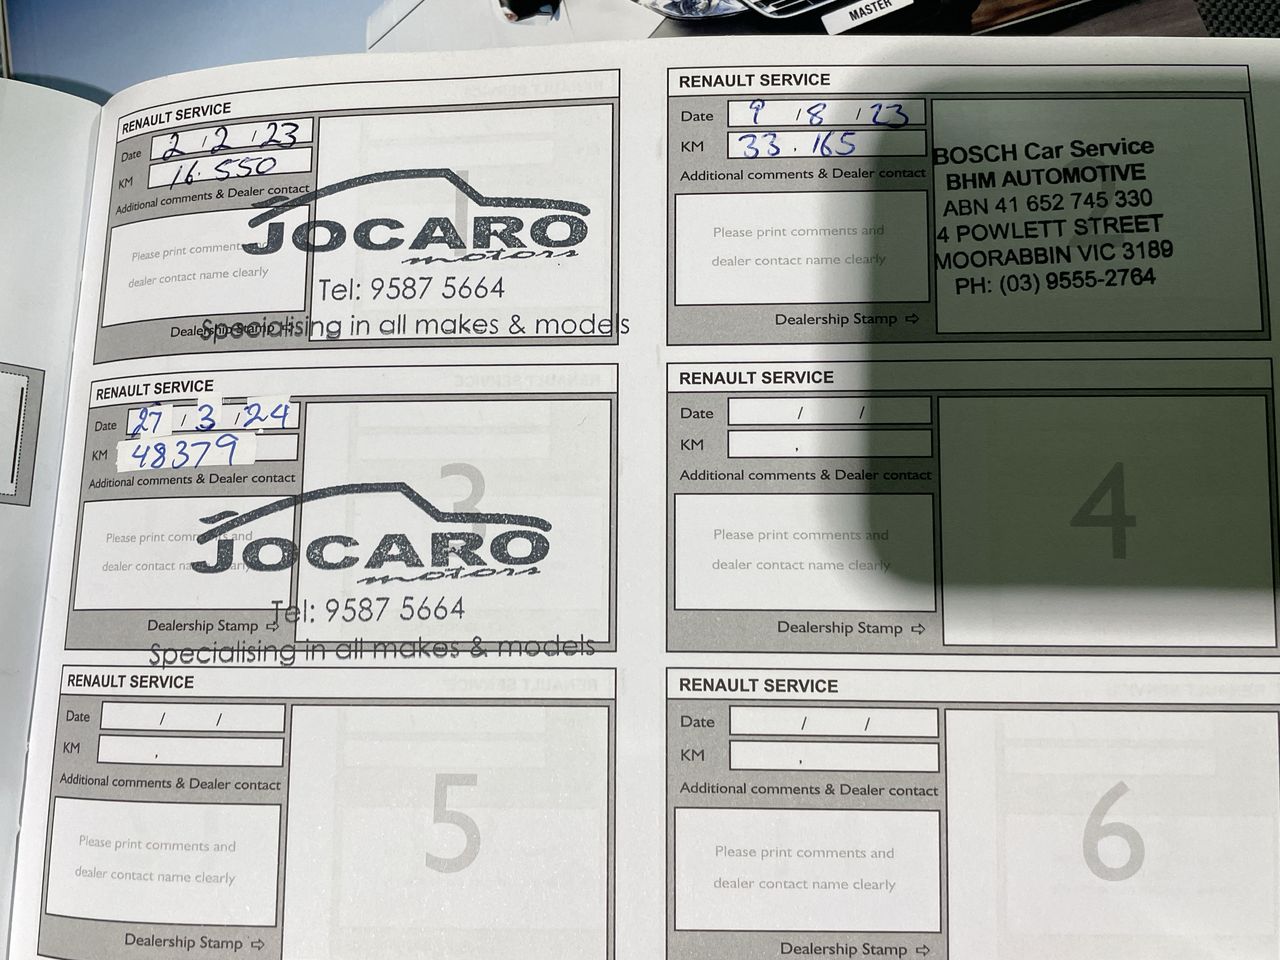 MASTER
RENAULT SERVICE
Date 2 / 2 / 23
KM 16.550
Additional comments & Dealer contact
Please print comments and
dealer contact name clearly
Dealership Stamp ⇨
1
JOCARO
motors
Tel: 9587 5664
Specialising in all makes & models
RENAULT SERVICE
Date 9 / 8 / 23
KM 33.165
Additional comments & Dealer contact
Please print comments and
dealer contact name clearly
Dealership Stamp ⇨
BOSCH Car Service
BHM AUTOMOTIVE
ABN 41 652 745 330
4 POWLETT STREET
MOORABBIN VIC 3189
PH: (03) 9555-2764
RENAULT SERVICE
Date 27 / 3 / 24
KM 48379
Additional comments & Dealer contact
Please print comments and
dealer contact name clearly
Dealership Stamp ⇨
3
JOCARO
motors
Tel: 9587 5664
Specialising in all makes & models
RENAULT SERVICE
Date / /
KM .
Additional comments & Dealer contact
Please print comments and
dealer contact name clearly
Dealership Stamp ⇨
4
RENAULT SERVICE
Date / /
KM .
Additional comments & Dealer contact
Please print comments and
dealer contact name clearly
Dealership Stamp ⇨
5
RENAULT SERVICE
Date / /
KM .
Additional comments & Dealer contact
Please print comments and
dealer contact name clearly
Dealership Stamp ⇨
6